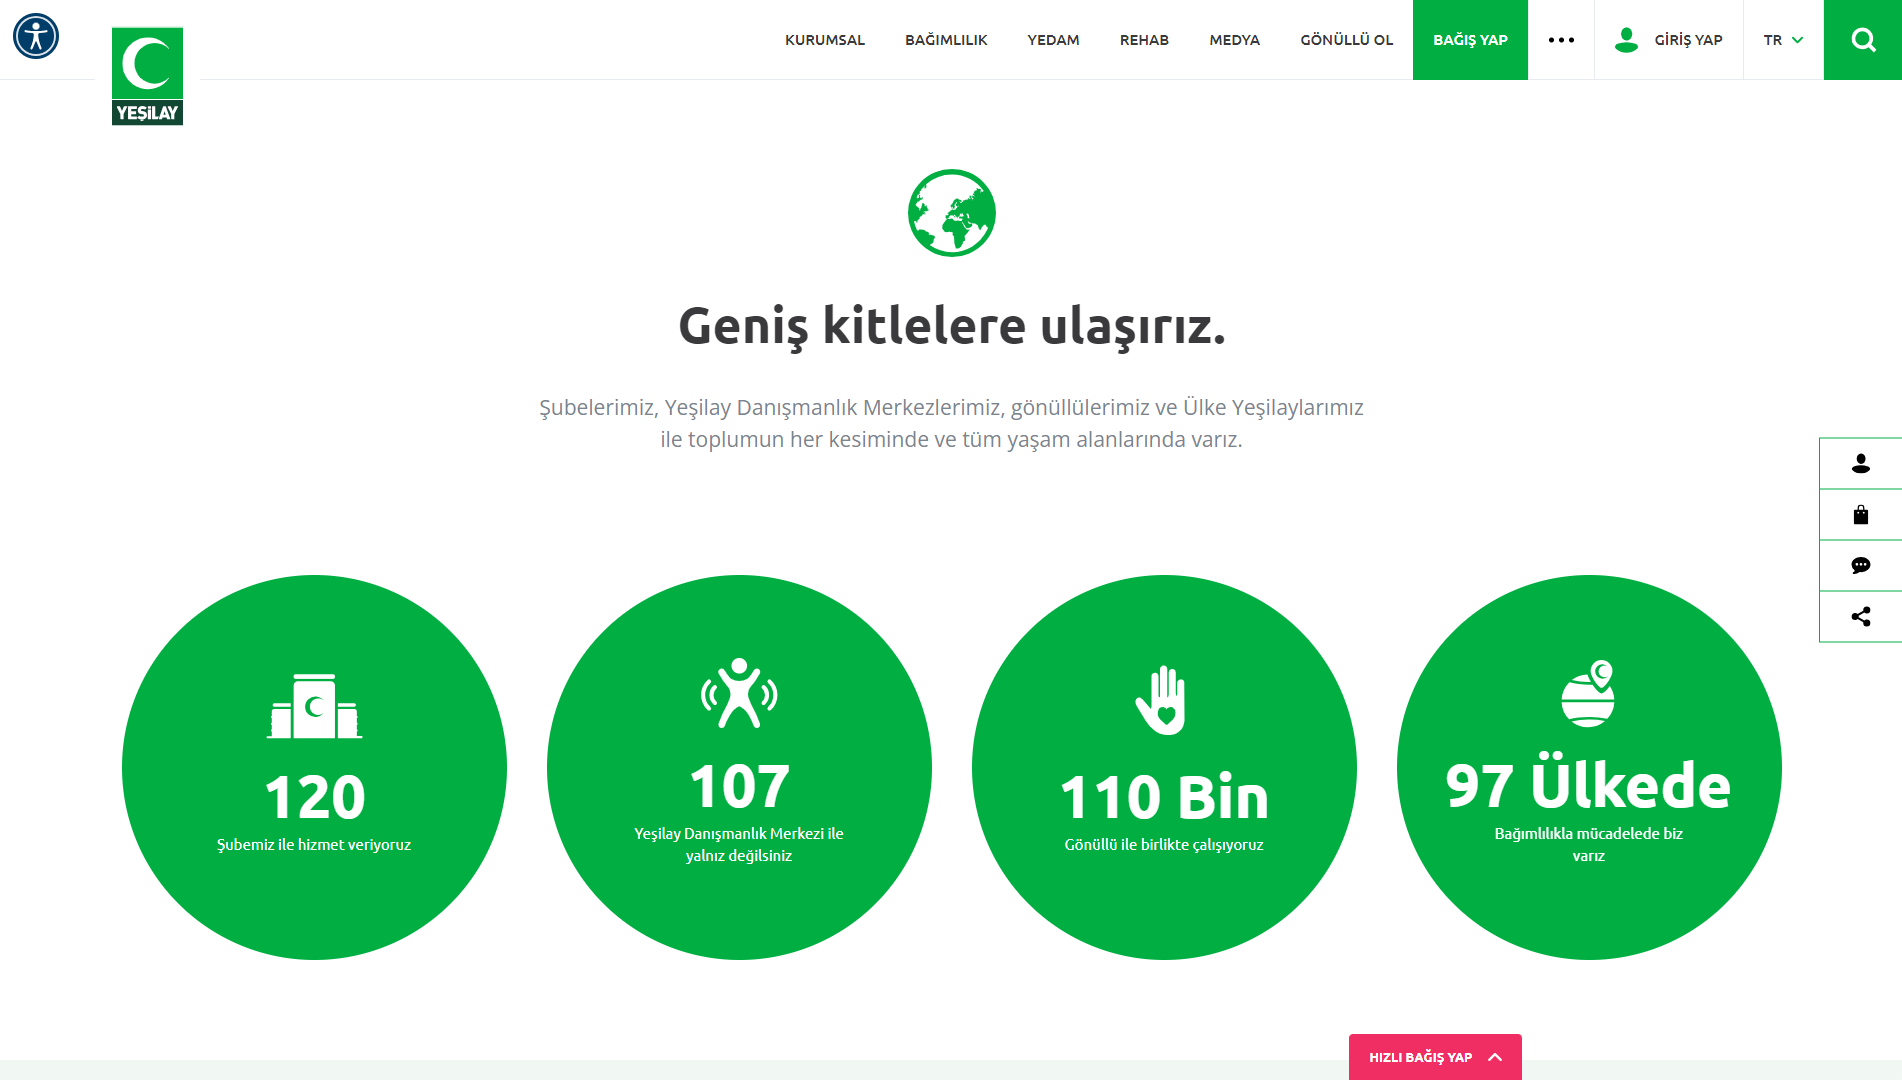 KURUMSAL
BAĞIMLILIK
YEDAM
REHAB
MEDYA
GÖNÜLLÜ OL
BAĞIŞ YAP
GİRİŞ YAP
TR
YEŞİLAY
Geniş kitlelere ulaşırız.
Şubelerimiz, Yeşilay Danışmanlık Merkezlerimiz, gönüllülerimiz ve Ülke Yeşilaylarımız
ile toplumun her kesiminde ve tüm yaşam alanlarında varız.
120
Şubemiz ile hizmet veriyoruz
107
Yeşilay Danışmanlık Merkezi ile
yalnız değilsiniz
110 Bin
Gönüllü ile birlikte çalışıyoruz
97 Ülkede
Bağımlılıkla mücadelede biz
varız
HIZLI BAĞIŞ YAP